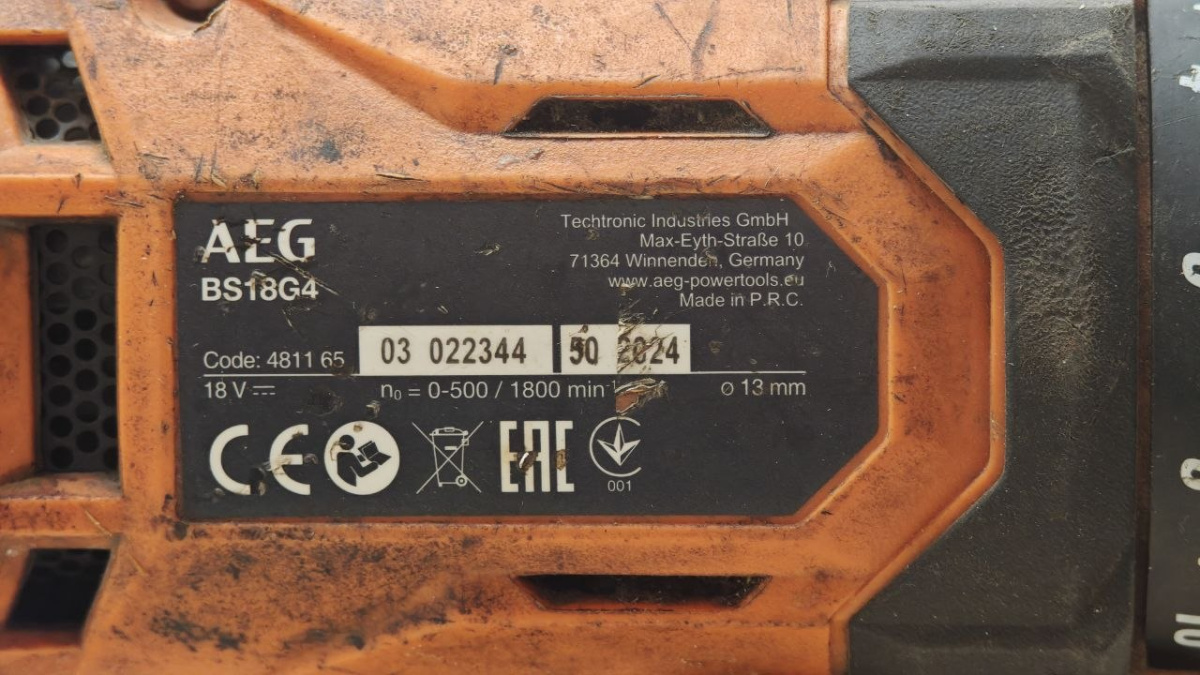 AEG
BS18G4
Techtronic Industries GmbH
Max-Eyth-Straße 10
71364 Winnenden, Germany
www.aeg-powertools.eu
Made in P.R.C.
Code: 4811 65
03 022344
50 2024
18 V ⎓
n₀ = 0-500 / 1800 min
⌀ 13 mm
CE
EAC
001